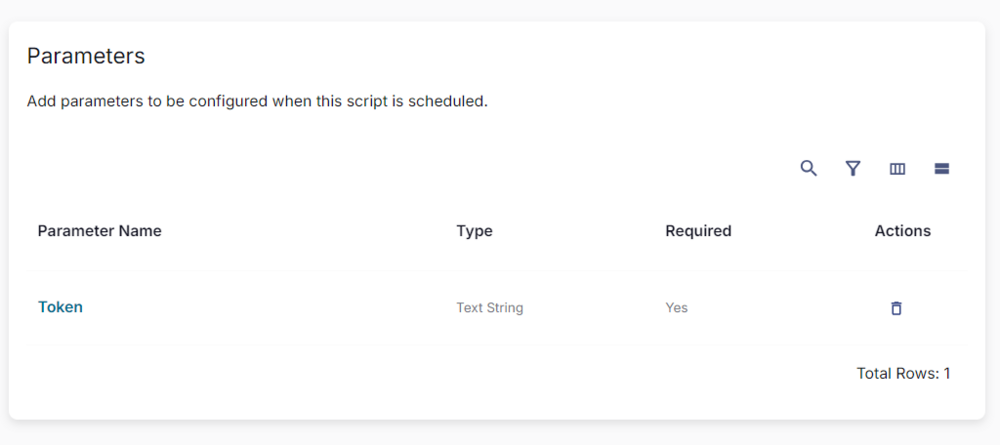 Parameters
Add parameters to be configured when this script is scheduled.
Parameter Name Type Required Actions
Token Text String Yes
Total Rows: 1